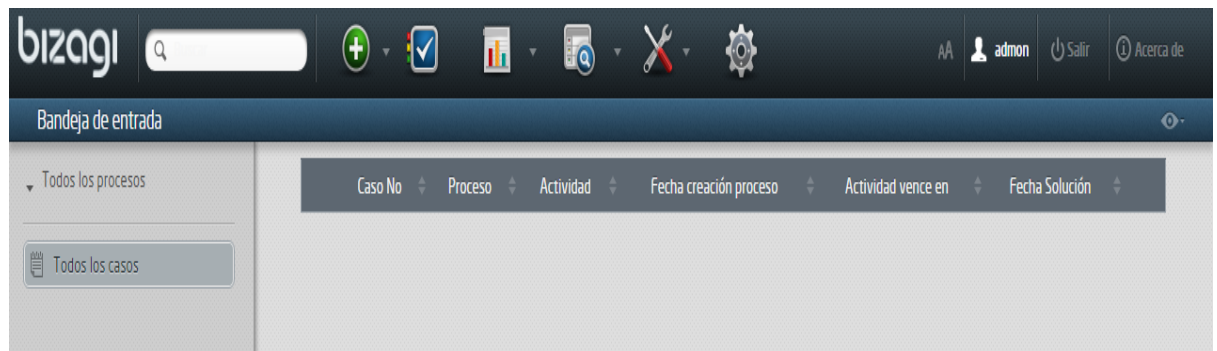 bizagi
AA admon Salir Acerca de
Bandeja de entrada
Todos los procesos
Caso No Proceso Actividad Fecha creación proceso Actividad vence en Fecha Solución
Todos los casos